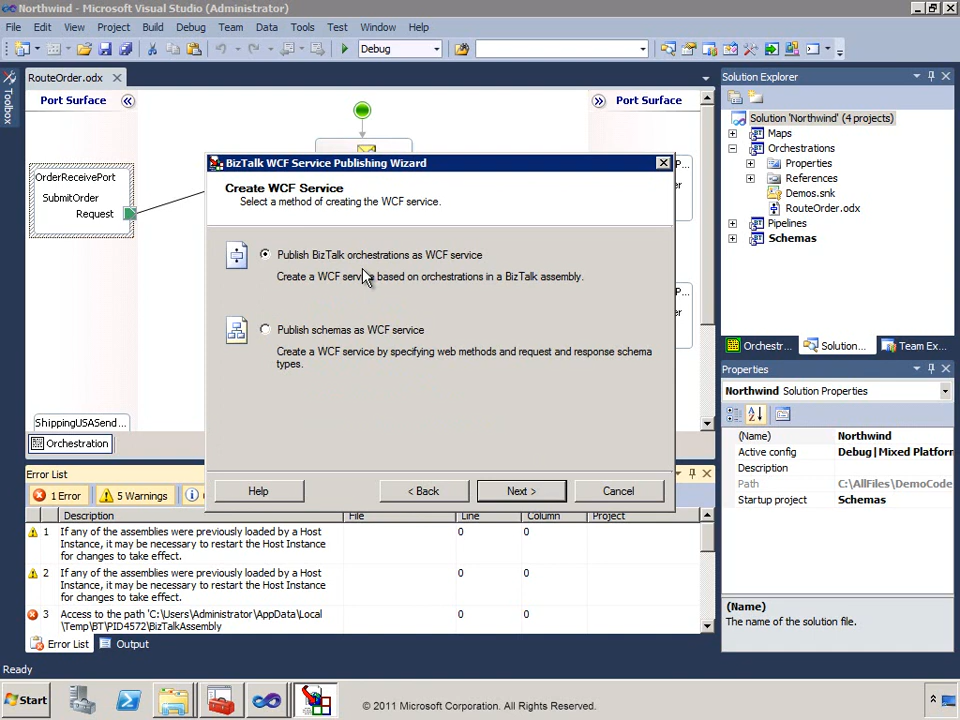 Northwind - Microsoft Visual Studio (Administrator)
File Edit View Project Build Debug Team Data Tools Test Window Help
Debug
RouteOrder.odx
Port Surface
Port Surface
OrderReceivePort
SubmitOrder
Request
ShippingUSASend...
Orchestration
BizTalk WCF Service Publishing Wizard
Create WCF Service
Select a method of creating the WCF service.
Publish BizTalk orchestrations as WCF service
Create a WCF service based on orchestrations in a BizTalk assembly.
Publish schemas as WCF service
Create a WCF service by specifying web methods and request and response schema
types.
Help
< Back
Next >
Cancel
Solution Explorer
Solution 'Northwind' (4 projects)
Maps
Orchestrations
Properties
References
Demos.snk
RouteOrder.odx
Pipelines
Schemas
Orchestr...
Solution...
Team Ex...
Properties
Northwind Solution Properties
(Name) Northwind
Active config Debug|Mixed Platform
Description
Path C:\AllFiles\DemoCode
Startup project Schemas
(Name)
The name of the solution file.
Error List
1 Error
5 Warnings
Description File Line Column Project
1 If any of the assemblies were previously loaded by a Host 0 0
Instance, it may be necessary to restart the Host Instance
for changes to take effect.
2 If any of the assemblies were previously loaded by a Host 0 0
Instance, it may be necessary to restart the Host Instance
for changes to take effect.
3 Access to the path 'C:\Users\Administrator\AppData\Local 0 0
\Temp\BT\PID4572\BizTalkAssembly
Error List
Output
Ready
Start
© 2011 Microsoft Corporation. All rights reserved.